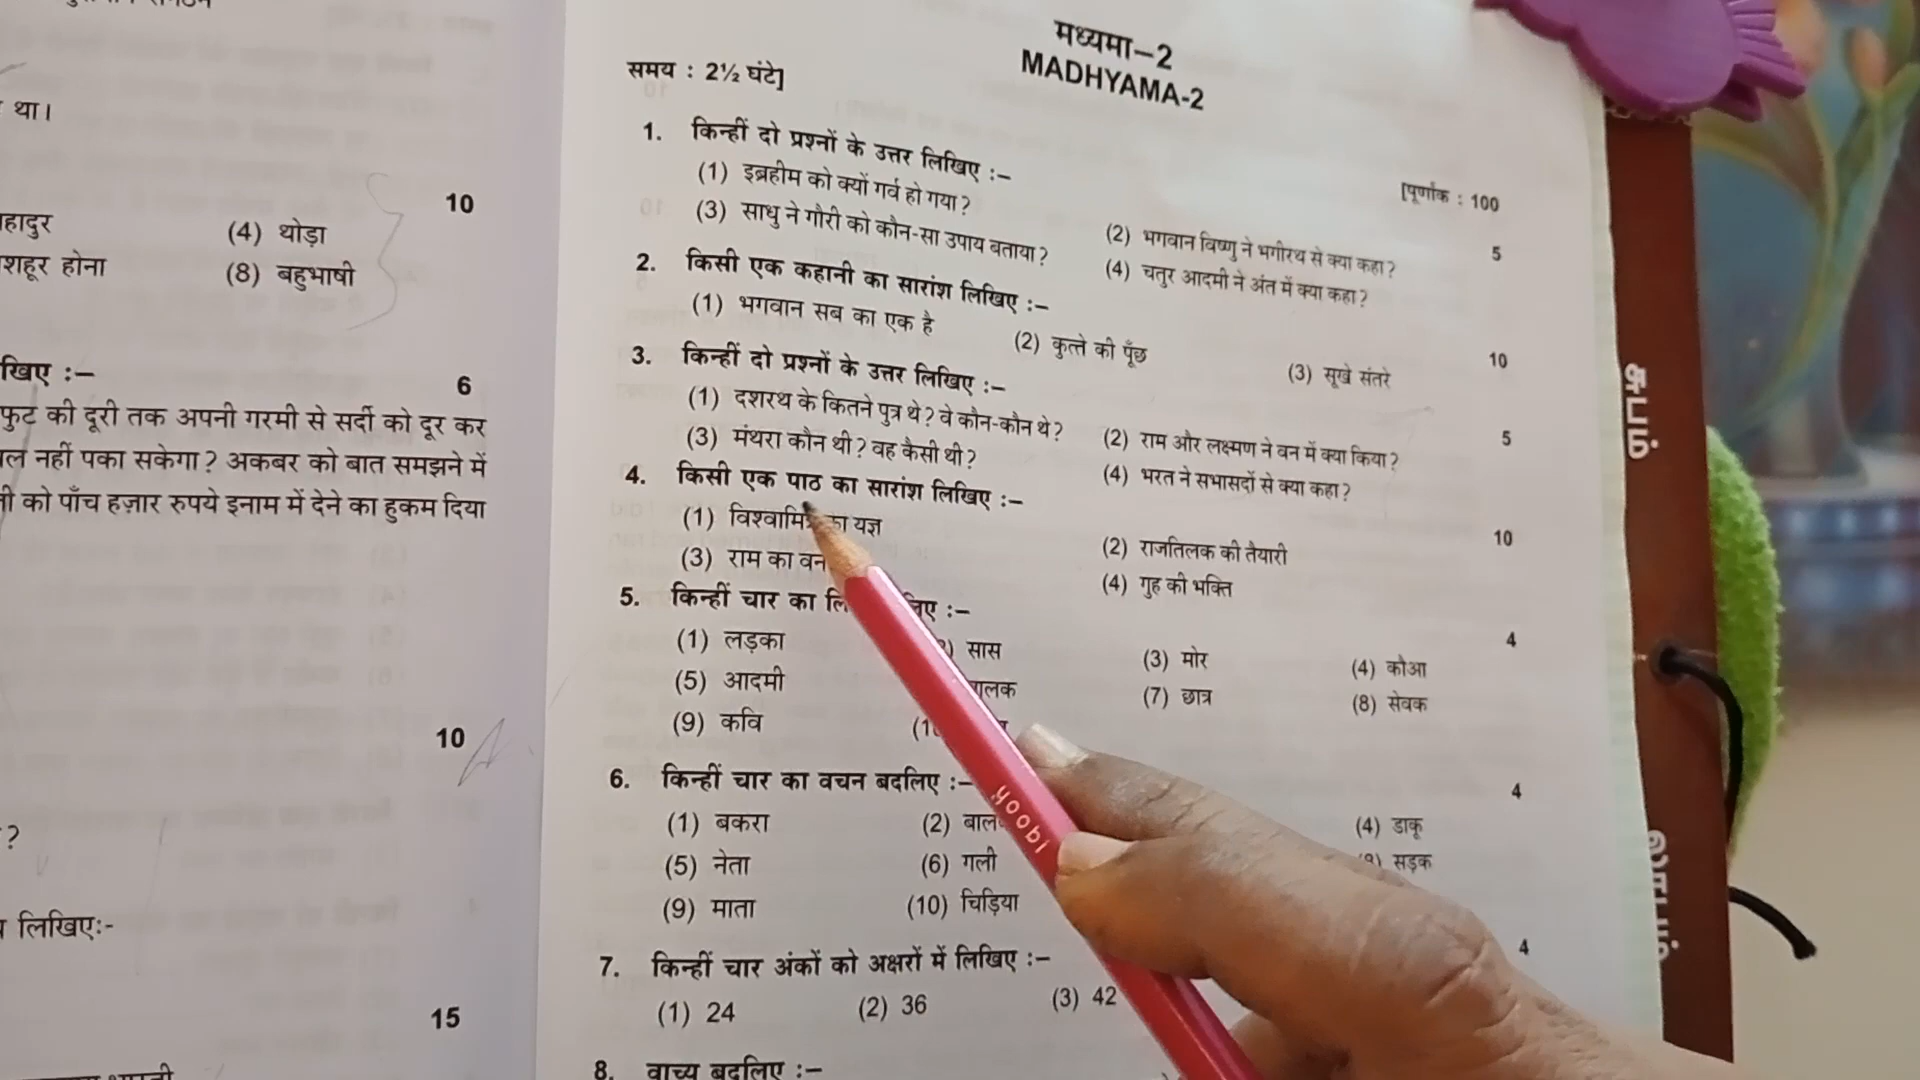 था।
10
हादुर (4) थोड़ा
शहूर होना (8) बहुभाषी
खिए :– 6
फुट की दूरी तक अपनी गरमी से सर्दी को दूर कर
नहीं पका सकेगा? अकबर को बात समझने में
को पाँच हज़ार रुपये इनाम में देने का हुकम दिया
10
?
लिखिए:-
15
मध्यमा–2
MADHYAMA-2
समय : 2½ घंटे]
[पूर्णांक : 100
1. किन्हीं दो प्रश्नों के उत्तर लिखिए :– 5
(1) इब्रहीम को क्यों गर्व हो गया? (2) भगवान विष्णु ने भगीरथ से क्या कहा?
(3) साधु ने गौरी को कौन-सा उपाय बताया? (4) चतुर आदमी ने अंत में क्या कहा?
2. किसी एक कहानी का सारांश लिखिए :– 10
(1) भगवान सब का एक है (2) कुत्ते की पूँछ (3) सूखे संतरे
3. किन्हीं दो प्रश्नों के उत्तर लिखिए :– 5
(1) दशरथ के कितने पुत्र थे? वे कौन-कौन थे? (2) राम और लक्ष्मण ने वन में क्या किया?
(3) मंथरा कौन थी? वह कैसी थी? (4) भरत ने सभासदों से क्या कहा?
4. किसी एक पाठ का सारांश लिखिए :– 10
(1) विश्वामित्र का यज्ञ (2) राजतिलक की तैयारी
(3) राम का वन (4) गुह की भक्ति
5. किन्हीं चार का :– 4
(1) लड़का सास (3) मोर (4) कौआ
(5) आदमी (7) छात्र (8) सेवक
(9) कवि
6. किन्हीं चार का वचन बदलिए :– 4
(1) बकरा (2) (4) डाकू
(5) नेता (6) गली सड़क
(9) माता (10) चिड़िया
7. किन्हीं चार अंकों को अक्षरों में लिखिए :– 4
(1) 24 (2) 36 (3) 42
8. वाच्य बदलिए :–
kooki
சுபம்